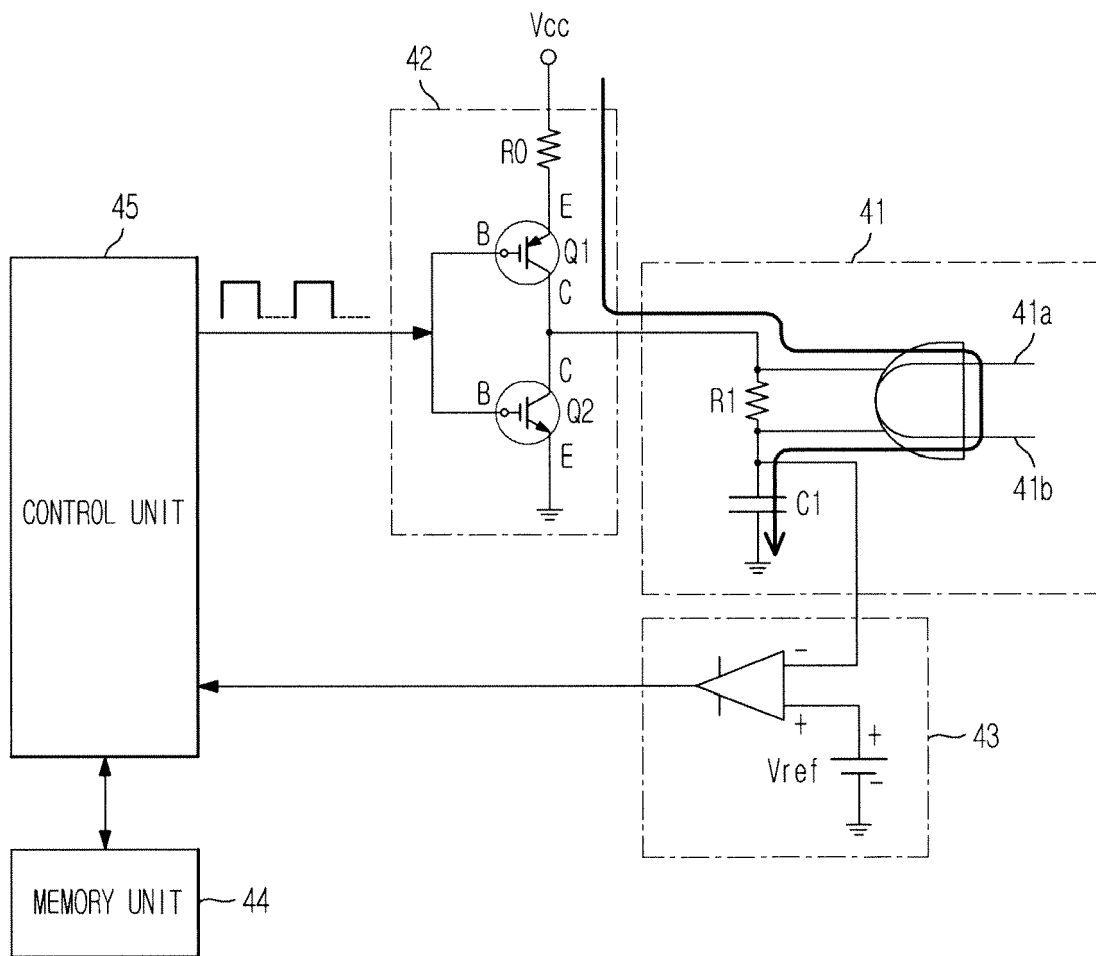 Vcc
42
R0
E
45
B
Q1
41
C
41a
C
B
Q2
R1
E
41b
CONTROL UNIT
C1
-
+
+
43
Vref
-
MEMORY UNIT
44